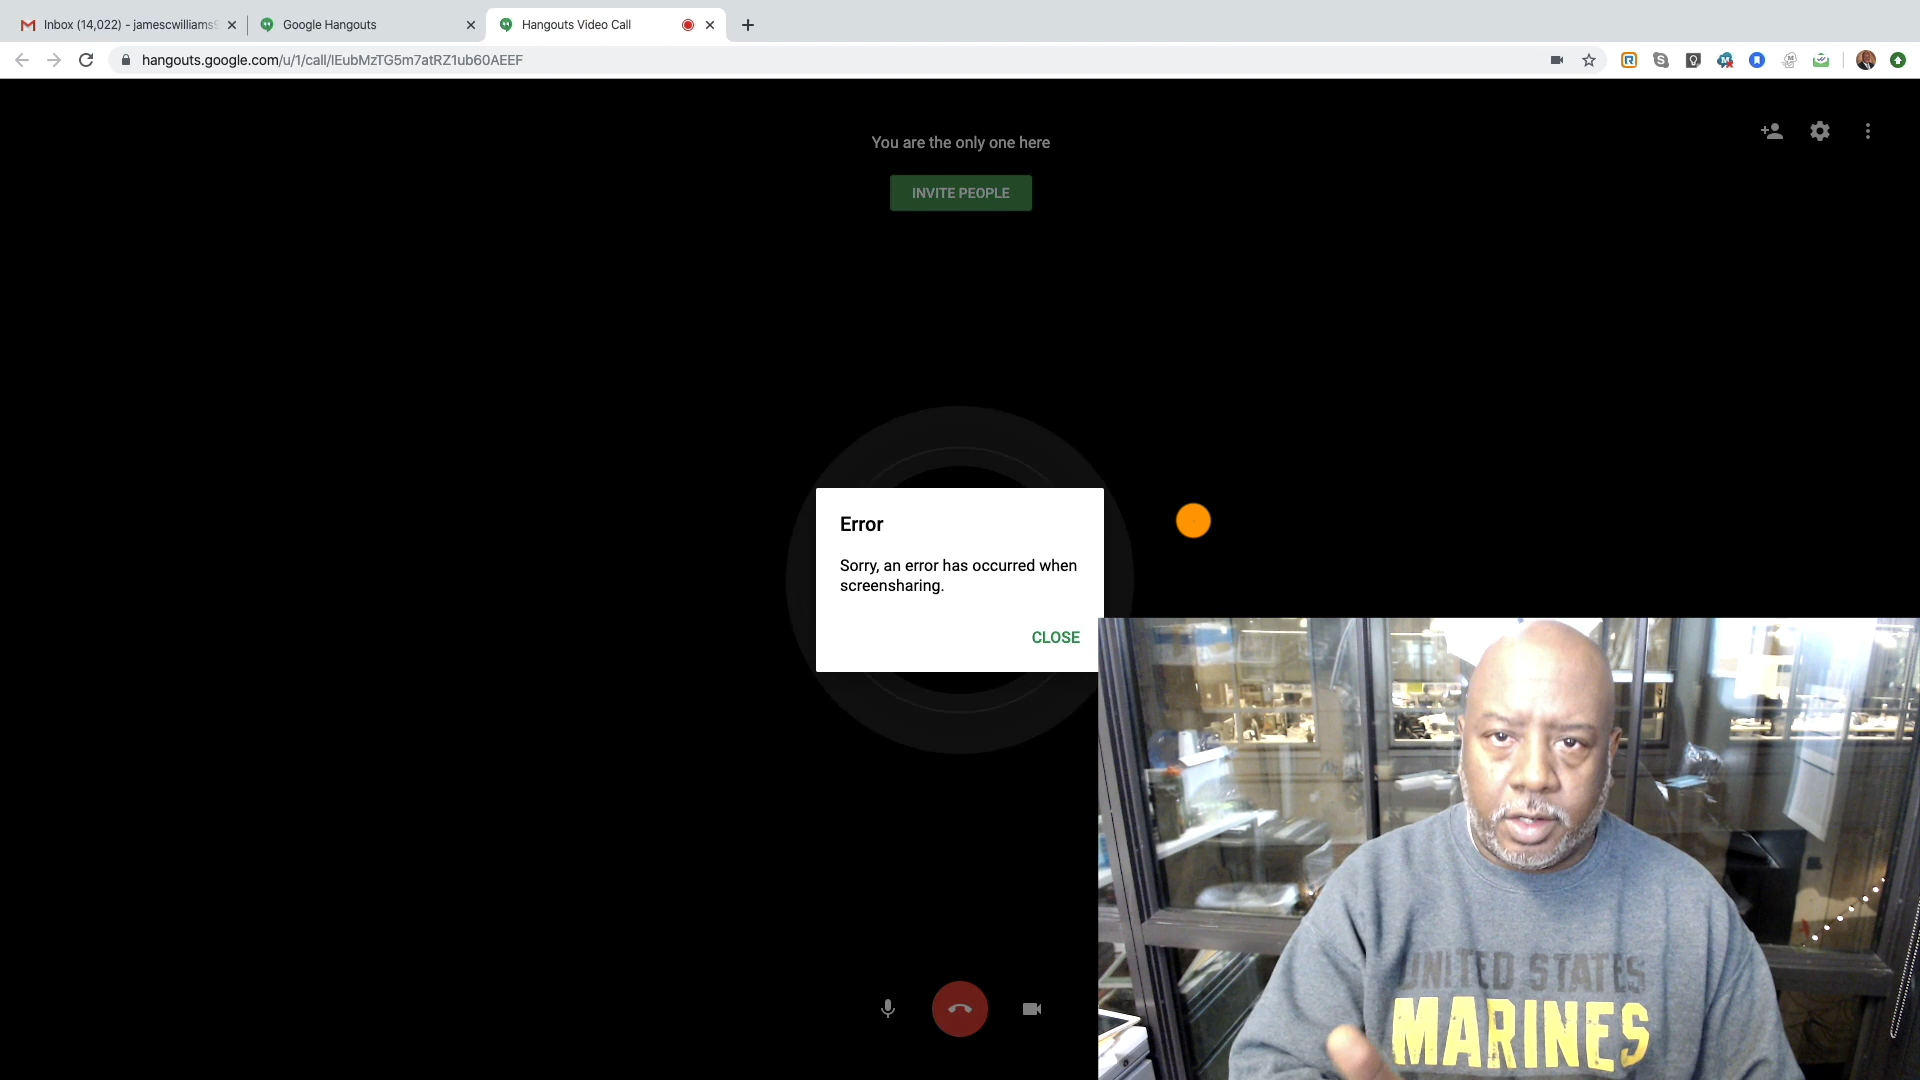 Inbox (14,022) - jamescwilliams
Google Hangouts
Hangouts Video Call
hangouts.google.com/u/1/call/IEubMzTG5m7atRZ1ub60AEEF
You are the only one here
INVITE PEOPLE
Error
Sorry, an error has occurred when
screensharing.
CLOSE
UNITED STATES
MARINES